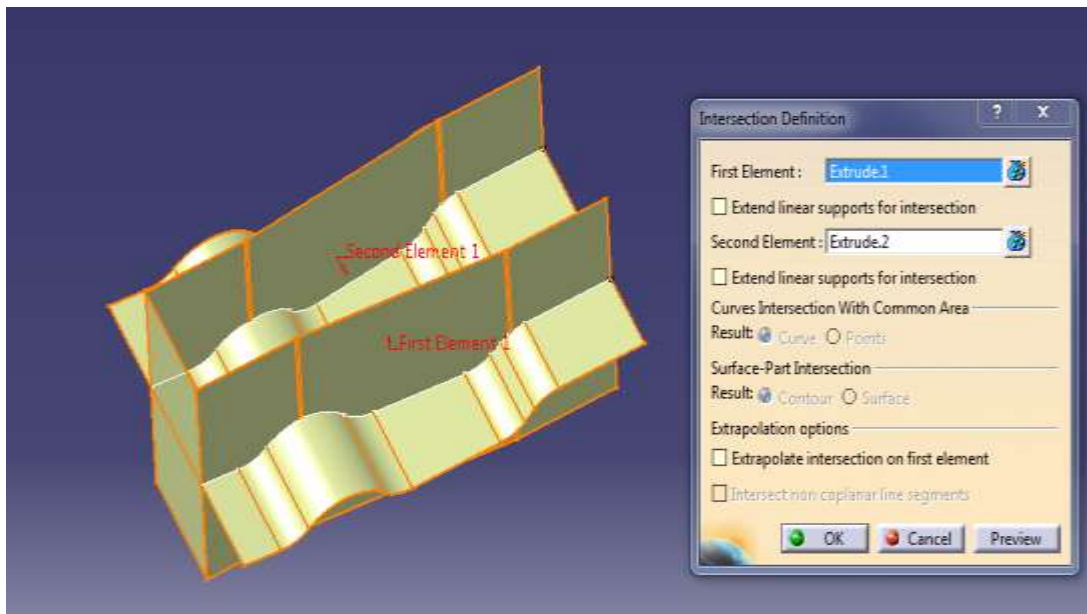 Second Element 1
First Element 1
Intersection Definition
? X
First Element : Extrude.1
Extend linear supports for intersection
Second Element : Extrude.2
Extend linear supports for intersection
Curves Intersection With Common Area
Result: Curve Points
Surface-Part Intersection
Result: Contour Surface
Extrapolation options
Extrapolate intersection on first element
Intersect non coplanar line segments
OK Cancel Preview